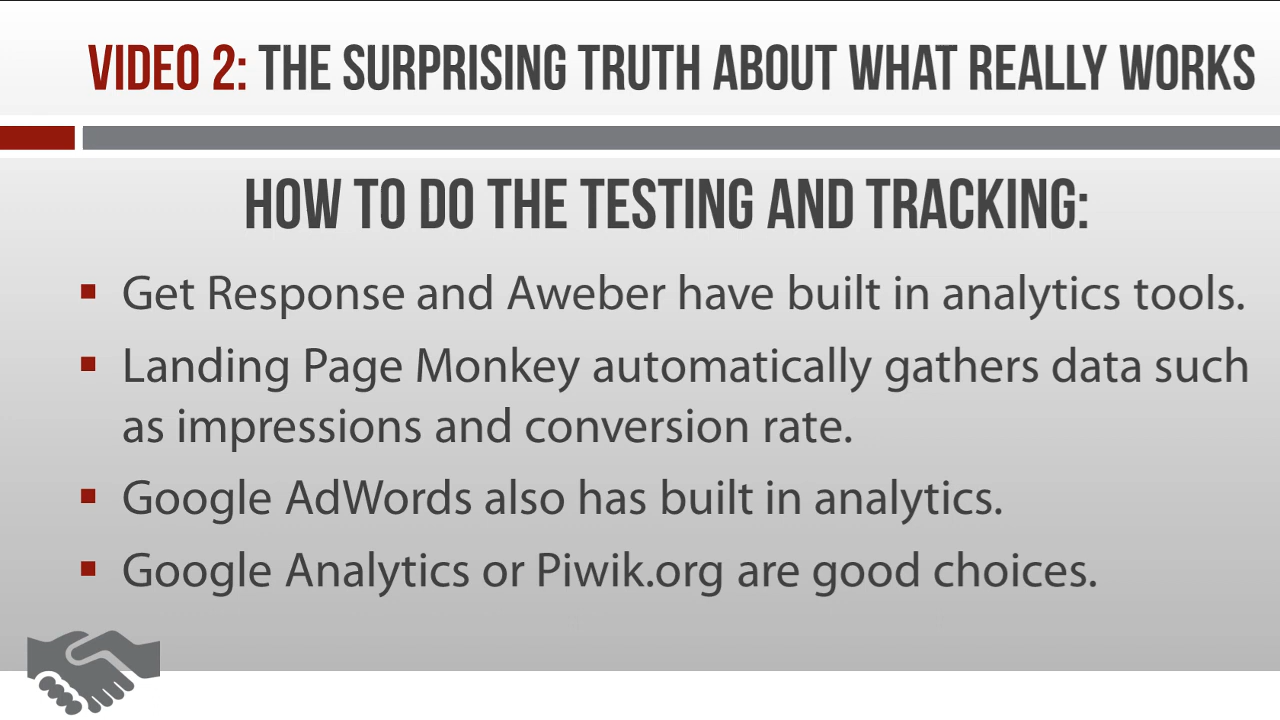 VIDEO 2: THE SURPRISING TRUTH ABOUT WHAT REALLY WORKS
HOW TO DO THE TESTING AND TRACKING:
Get Response and Aweber have built in analytics tools.
Landing Page Monkey automatically gathers data such
as impressions and conversion rate.
Google AdWords also has built in analytics.
Google Analytics or Piwik.org are good choices.